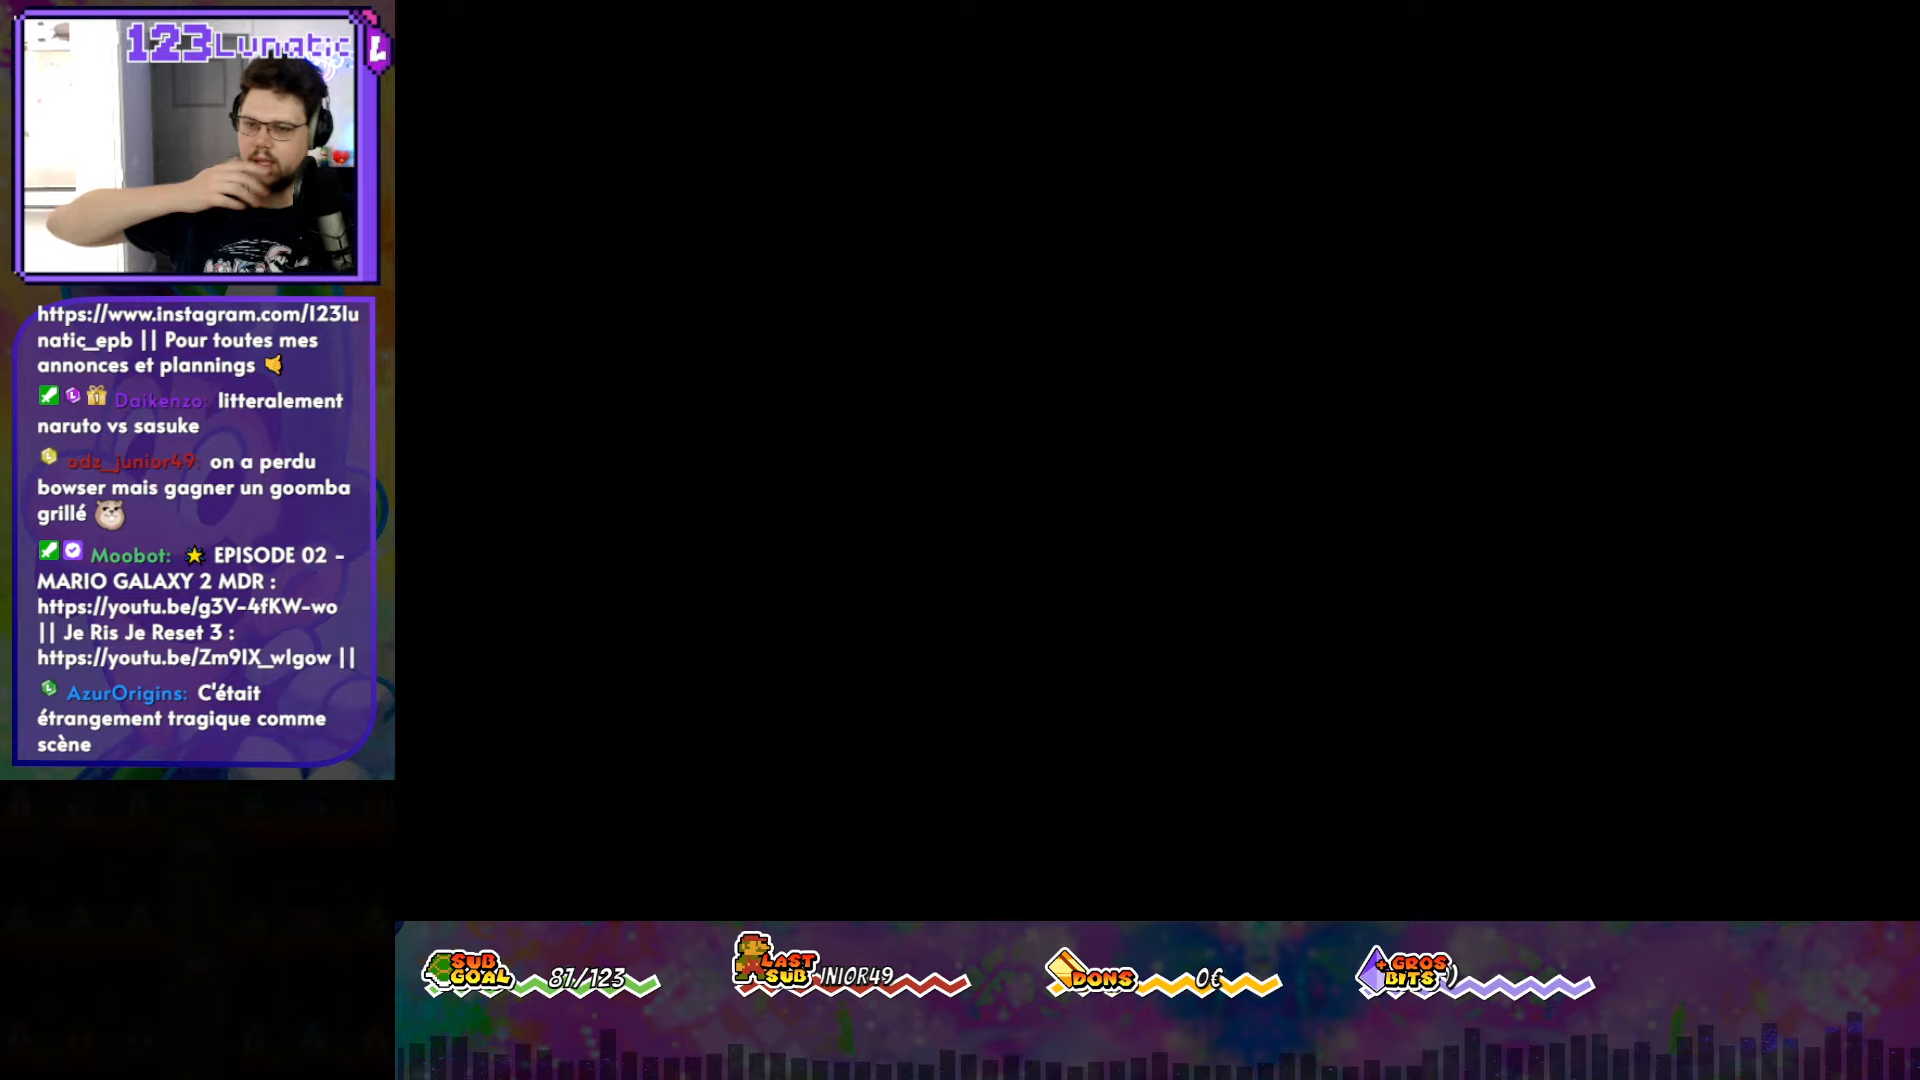 123Lunatic
L
https://www.instagram.com/123lu
natic_epb || Pour toutes mes
annonces et plannings
Daikenzo: litteralement
naruto vs sasuke
odz_junior49: on a perdu
bowser mais gagner un goomba
grillé
Moobot: EPISODE 02 -
MARIO GALAXY 2 MDR :
https://youtu.be/g3V-4fKW-wo
|| Je Ris Je Reset 3 :
https://youtu.be/Zm9IX_wlgow ||
AzurOrigins: C'était
étrangement tragique comme
scène
SUB GOAL 81/123
LAST SUB NIOR49
DONS 0€
+ GROS BITS )